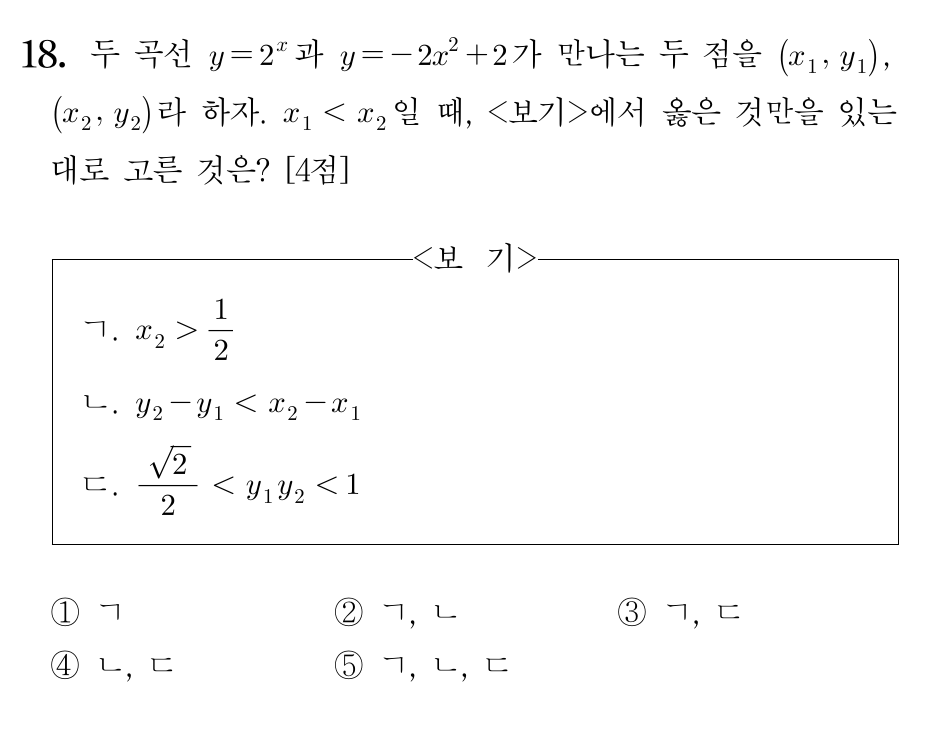 18. 두 곡선 $y=2^x$과 $y=-2x^2+2$가 만나는 두 점을 $(x_1, y_1)$,
$(x_2, y_2)$라 하자. $x_1 < x_2$일 때, <보기>에서 옳은 것만을 있는
대로 고른 것은? [4점]
<보 기>
ㄱ. $x_2 > \frac{1}{2}$
ㄴ. $y_2 - y_1 < x_2 - x_1$
ㄷ. $\frac{\sqrt{2}}{2} < y_1 y_2 < 1$
① ㄱ ② ㄱ, ㄴ ③ ㄱ, ㄷ
④ ㄴ, ㄷ ⑤ ㄱ, ㄴ, ㄷ